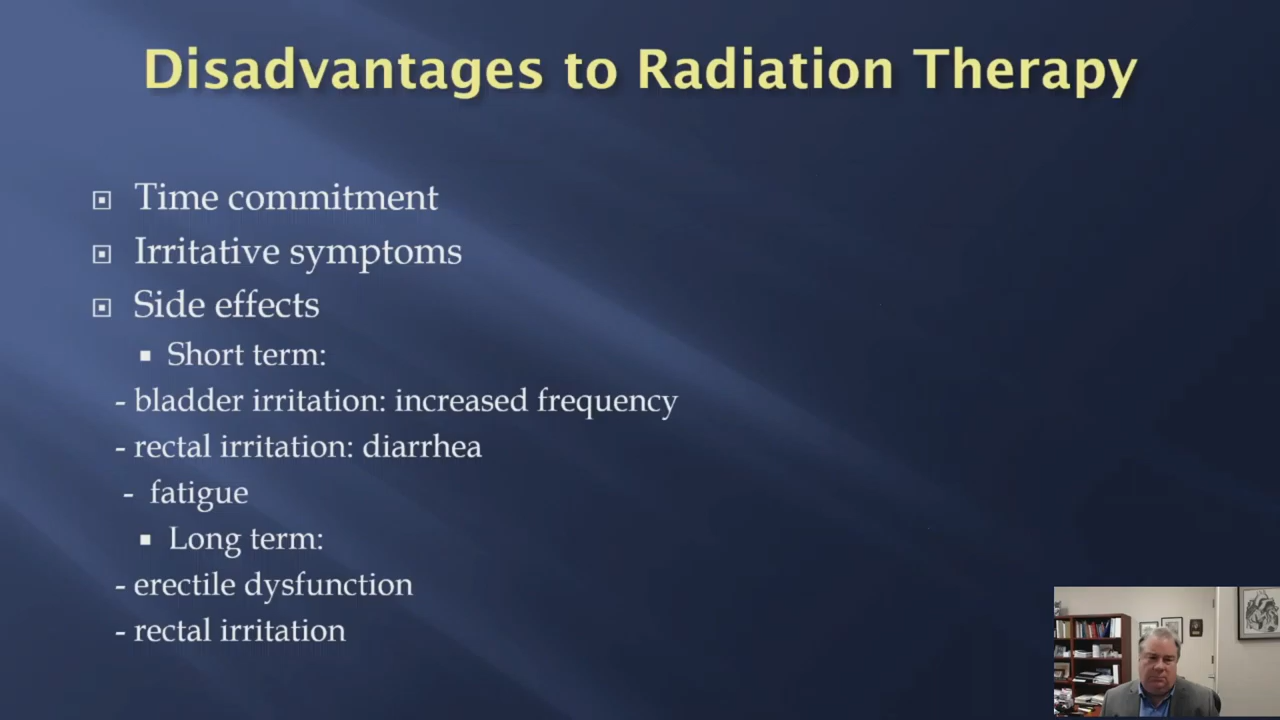 Disadvantages to Radiation Therapy
Time commitment
Irritative symptoms
Side effects
Short term:
- bladder irritation: increased frequency
- rectal irritation: diarrhea
- fatigue
Long term:
- erectile dysfunction
- rectal irritation